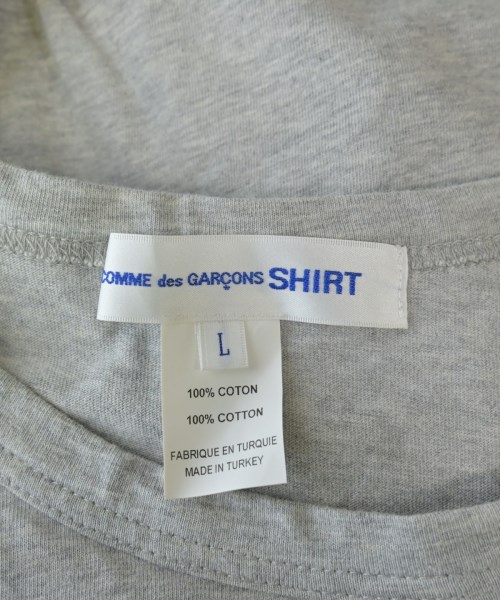 COMME des GARÇONS SHIRT
L
100% COTON
100% COTTON
FABRIQUE EN TURQUIE
MADE IN TURKEY